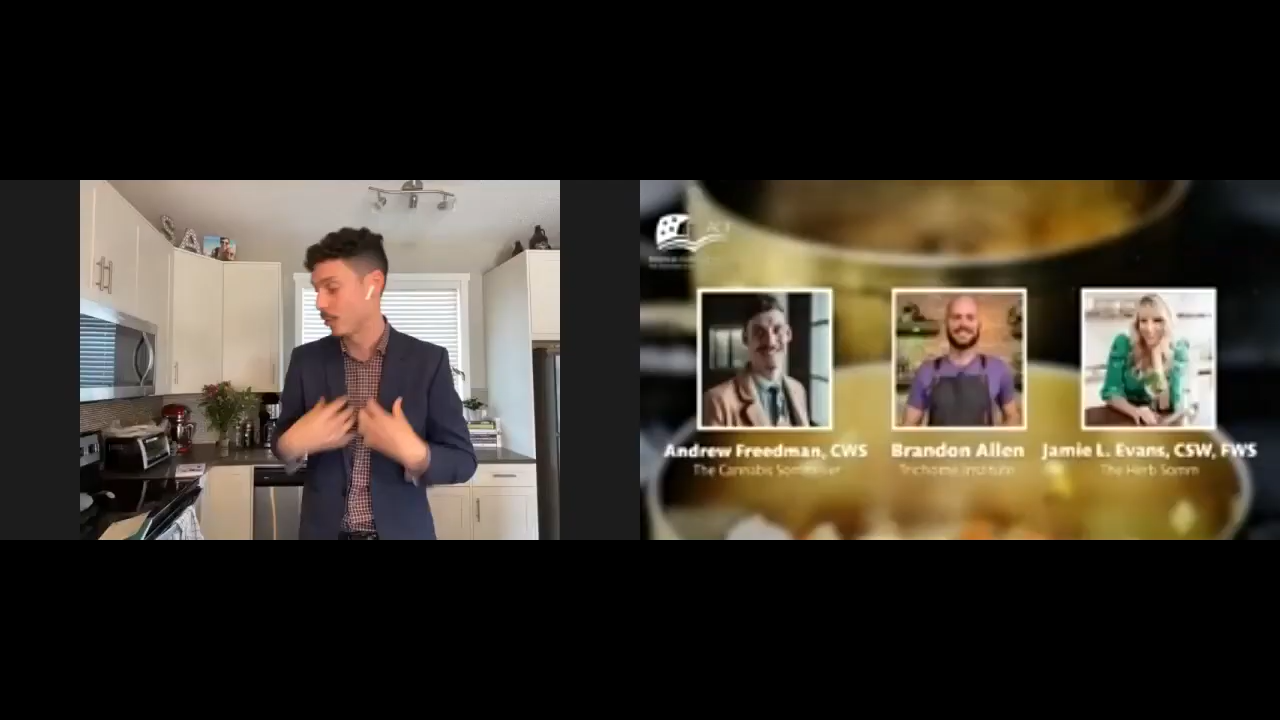 Andrew Freedman, CWS
The Cannabis Sommelier
Brandon Allen
Trichome Institute
Jamie L. Evans, CSW, FWS
The Herb Somm